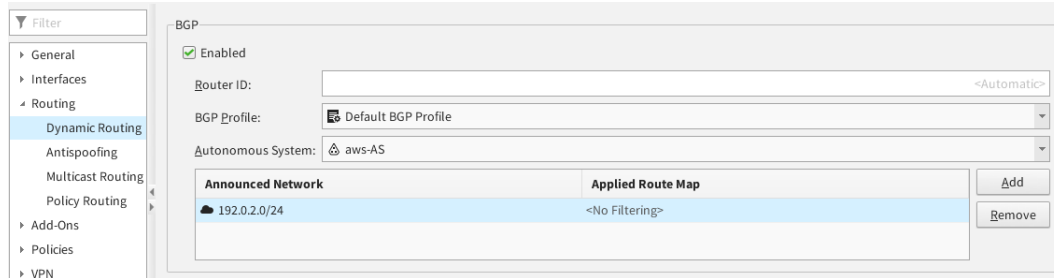 Filter
General
Interfaces
Routing
Dynamic Routing
Antispoofing
Multicast Routing
Policy Routing
Add-Ons
Policies
VPN
BGP
Enabled
Router ID: <Automatic>
BGP Profile: Default BGP Profile
Autonomous System: aws-AS
Announced Network Applied Route Map
192.0.2.0/24 <No Filtering>
Add
Remove